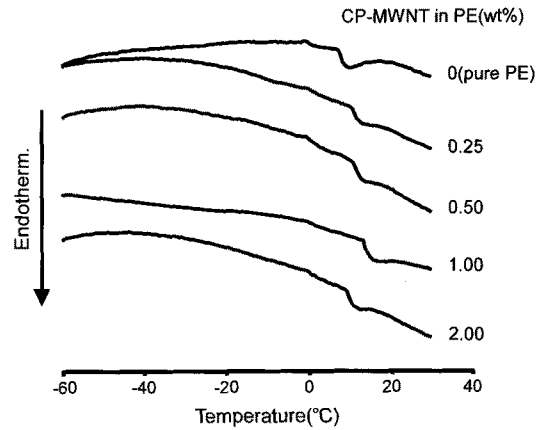 CP-MWNT in PE(wt%)
0(pure PE)
0.25
0.50
1.00
2.00
Endotherm.
-60 -40 -20 0 20 40
Temperature(°C)